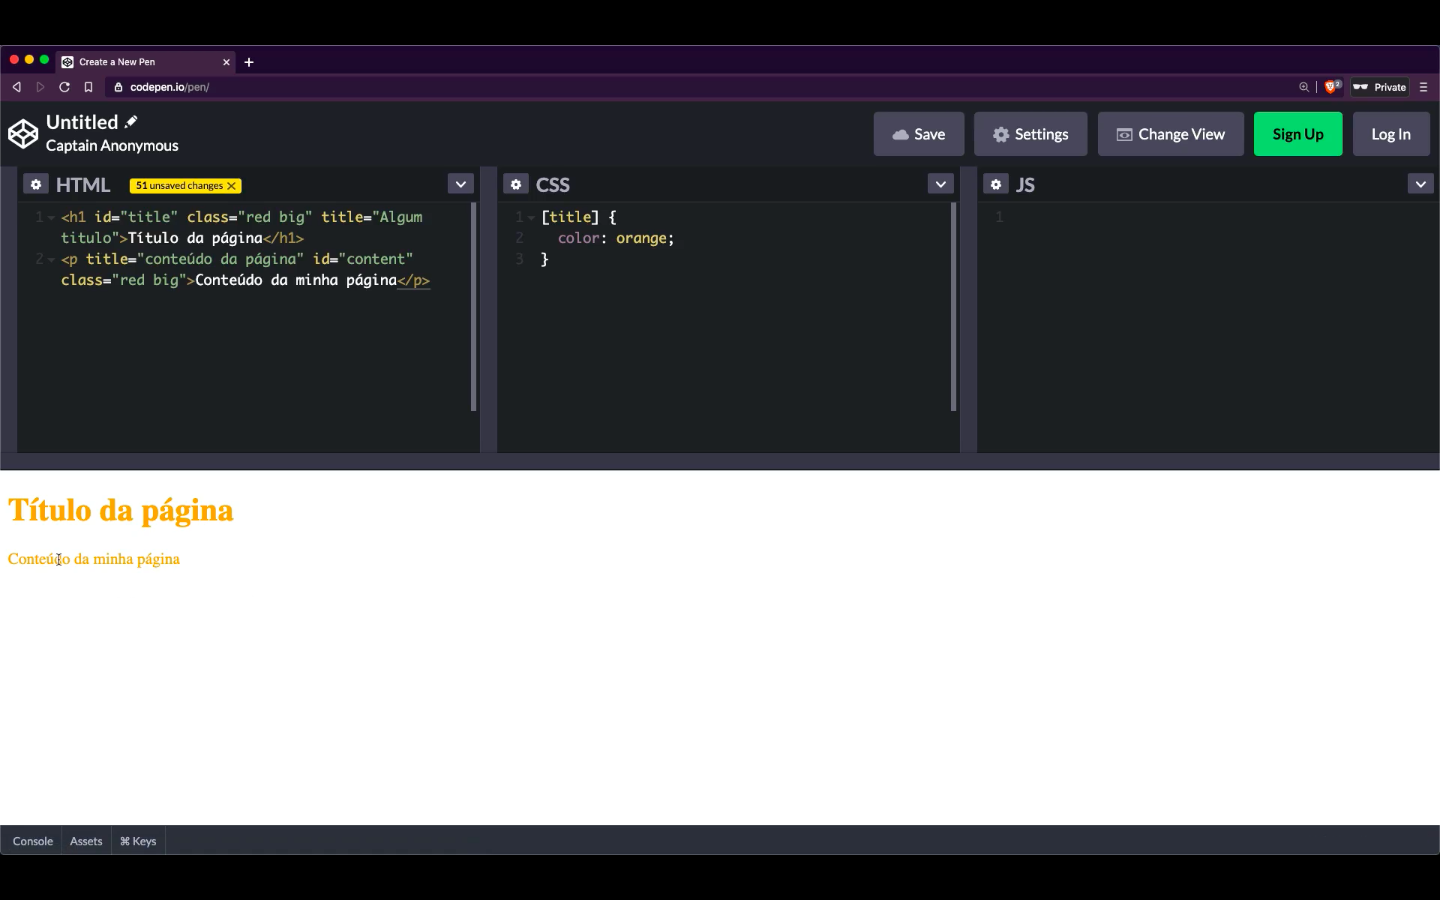 Create a New Pen
codepen.io/pen/
2
Private
Untitled
Captain Anonymous
Save
Settings
Change View
Sign Up
Log In
HTML
51 unsaved changes
CSS
JS
1 <h1 id="title" class="red big" title="Algum
titulo">Título da página</h1>
2 <p title="conteúdo da página" id="content"
class="red big">Conteúdo da minha página</p>
1 [title] {
2 color: orange;
3 }
1
Título da página
Conteúdo da minha página
Console
Assets
⌘ Keys